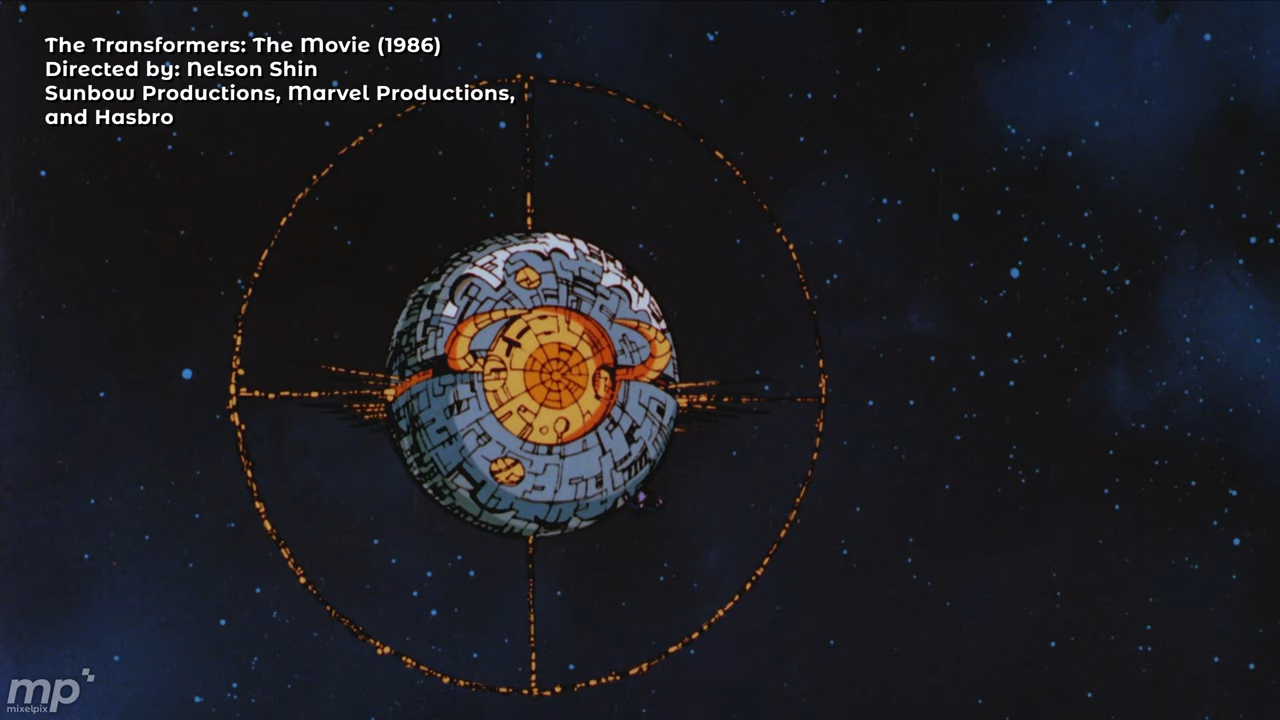 The Transformers: The Movie (1986)
Directed by: Nelson Shin
Sunbow Productions, Marvel Productions,
and Hasbro
mp
mixelpix